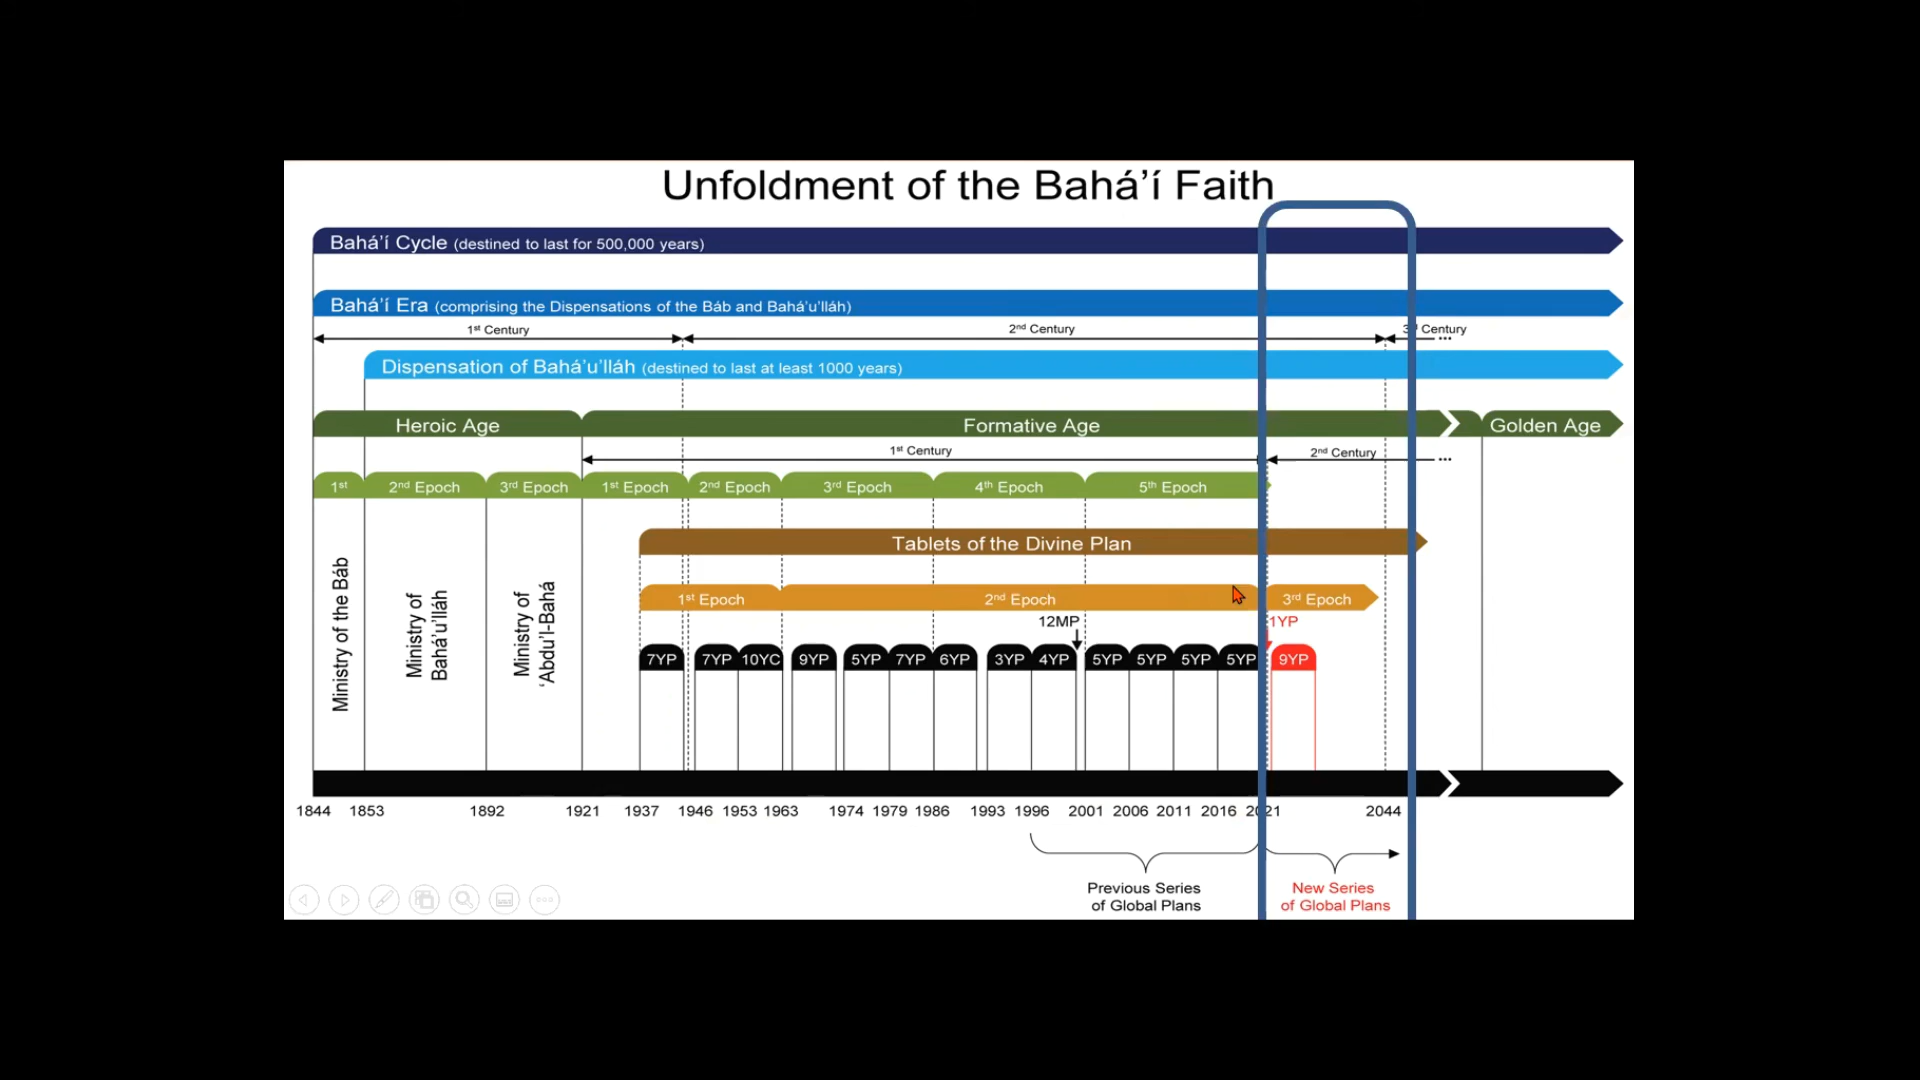 Unfoldment of the Bahá’í Faith
Bahá’í Cycle (destined to last for 500,000 years)
Bahá’í Era (comprising the Dispensations of the Báb and Bahá’u’lláh)
1st Century
2nd Century
3rd Century
Dispensation of Bahá’u’lláh (destined to last at least 1000 years)
Heroic Age
Formative Age
Golden Age
1st Century
2nd Century
1st
2nd Epoch
3rd Epoch
1st Epoch
2nd Epoch
3rd Epoch
4th Epoch
5th Epoch
Tablets of the Divine Plan
1st Epoch
2nd Epoch
3rd Epoch
12MP
1YP
7YP
7YP
10YC
9YP
5YP
7YP
6YP
3YP
4YP
5YP
5YP
5YP
5YP
9YP
Ministry of the Báb
Ministry of
Bahá’u’lláh
Ministry of
‘Abdu’l-Bahá
1844 1853 1892 1921 1937 1946 1953 1963 1974 1979 1986 1993 1996 2001 2006 2011 2016 2021 2044
Previous Series
of Global Plans
New Series
of Global Plans